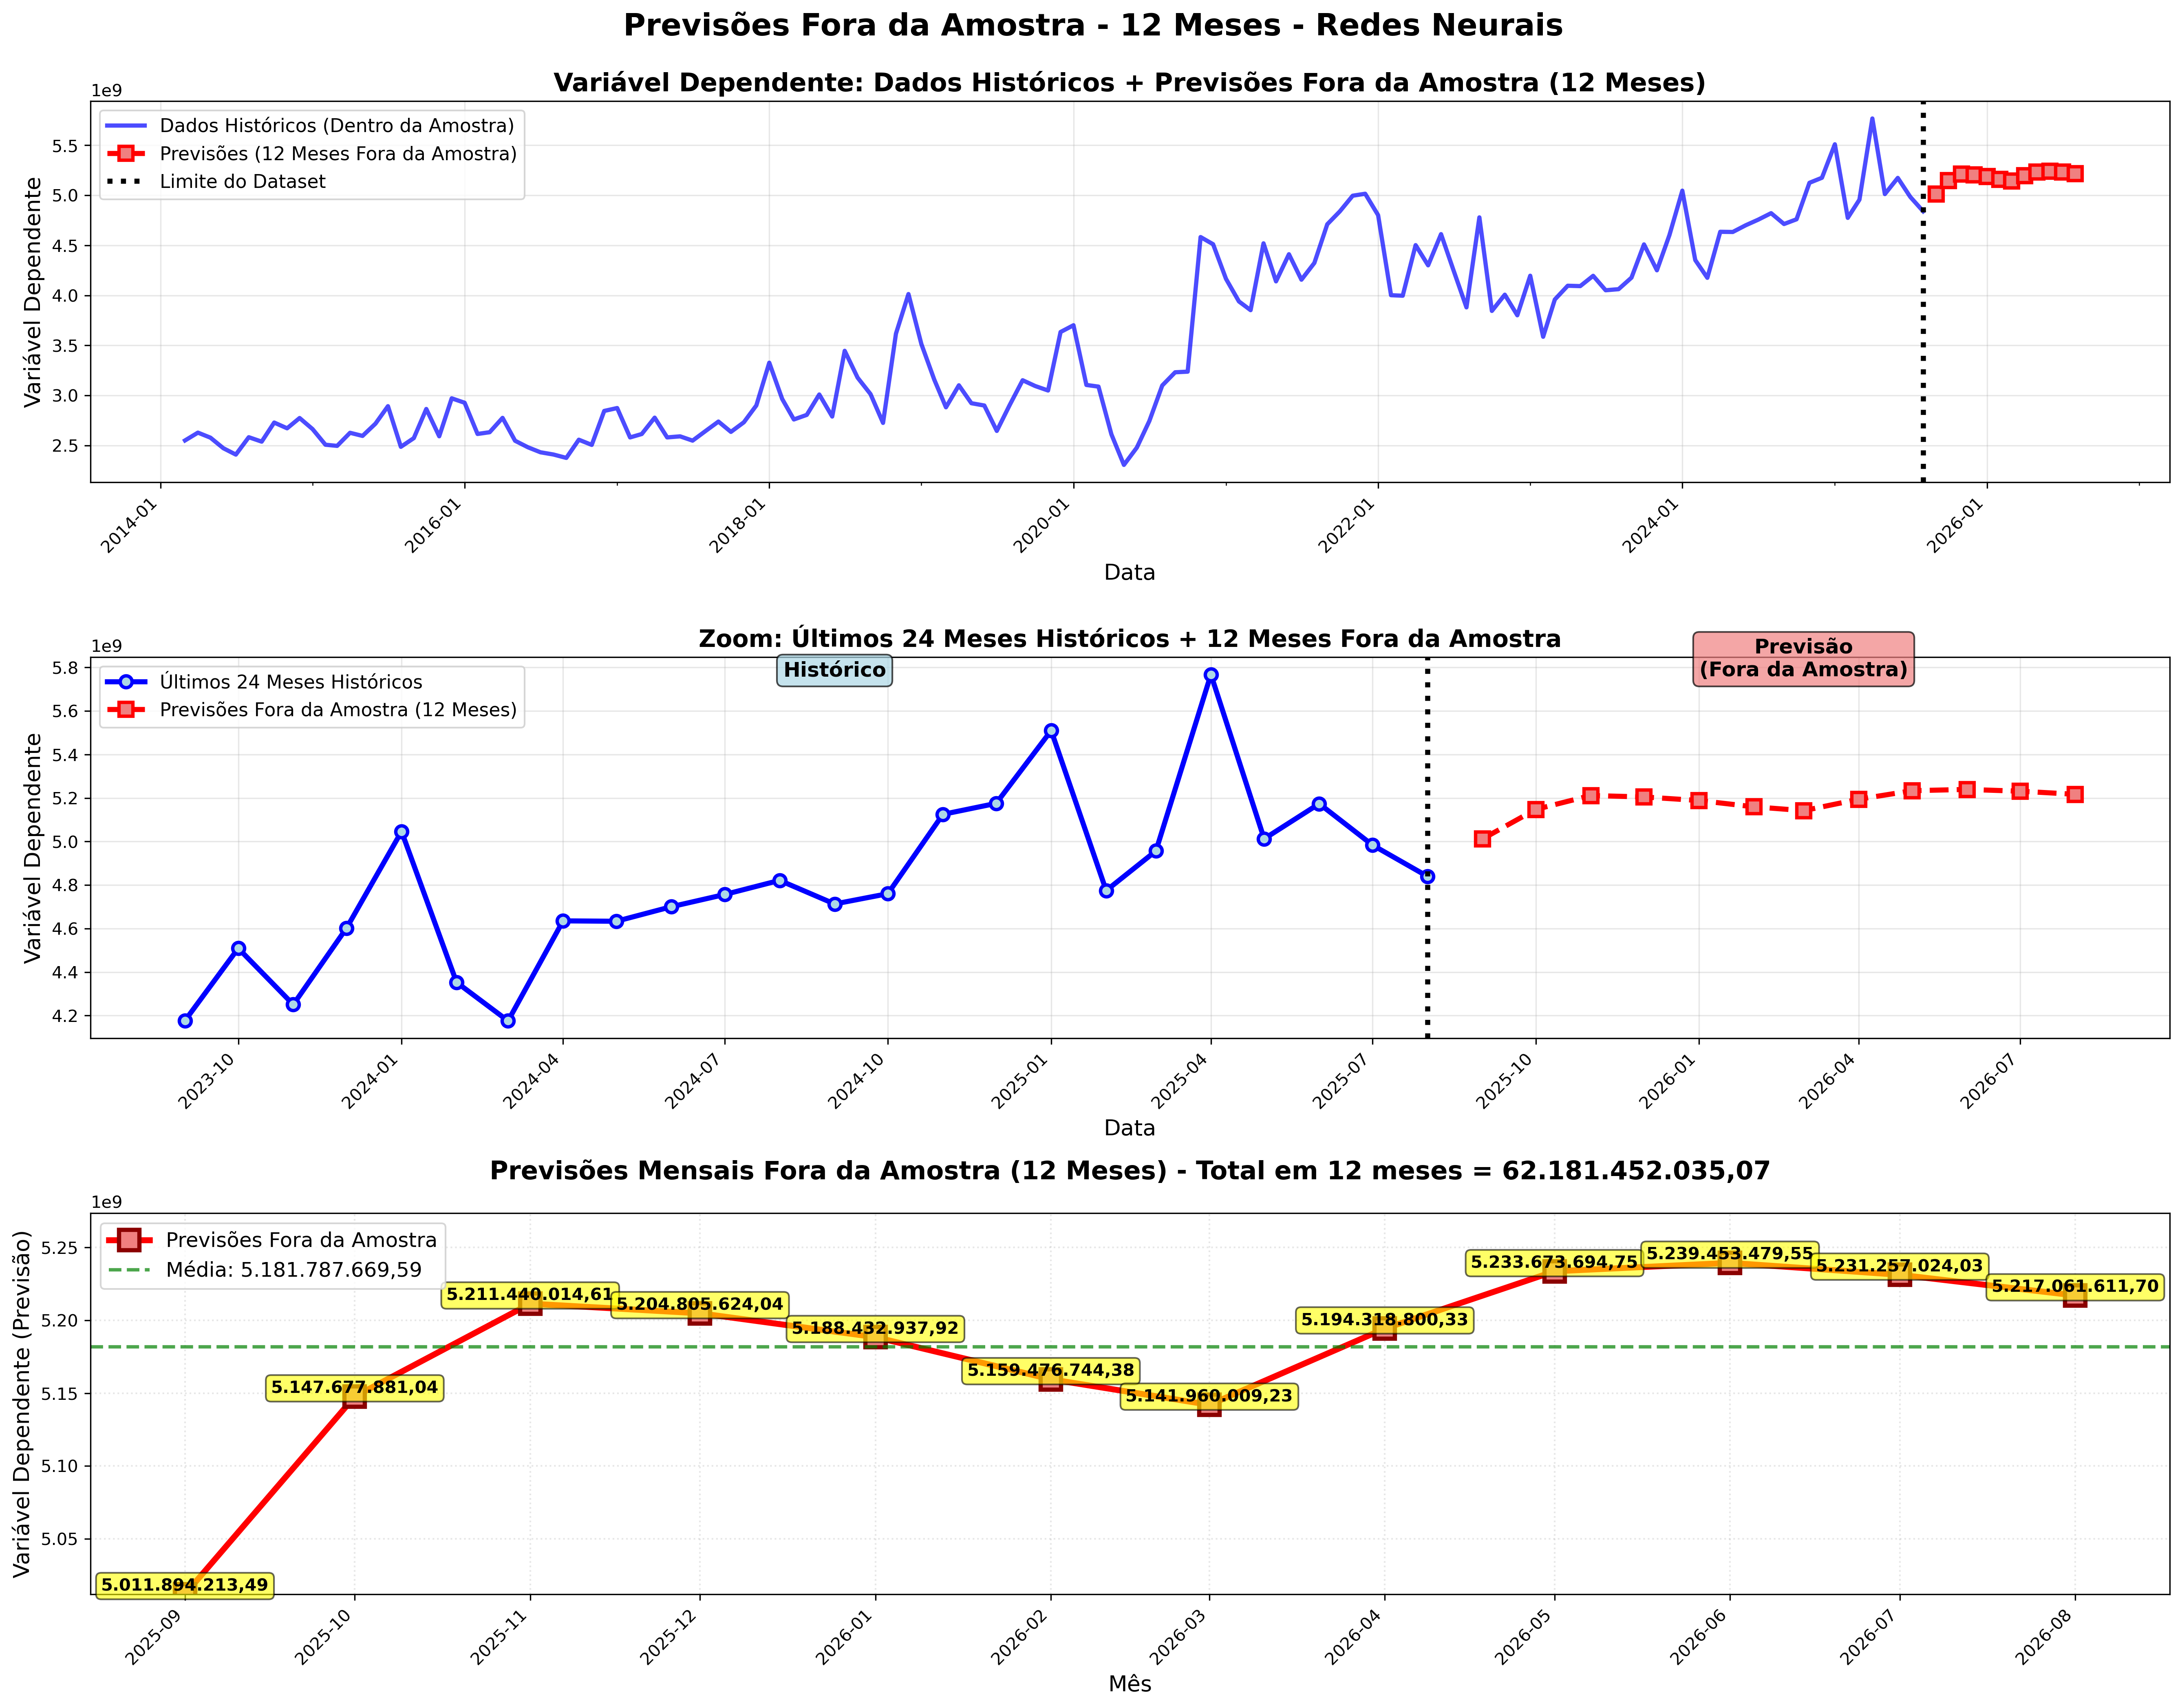 Previsões Fora da Amostra - 12 Meses - Redes Neurais
Variável Dependente: Dados Históricos + Previsões Fora da Amostra (12 Meses)
1e9
Dados Históricos (Dentro da Amostra)
Previsões (12 Meses Fora da Amostra)
Limite do Dataset
Variável Dependente
5.5
5.0
4.5
4.0
3.5
3.0
2.5
2014-01
2016-01
2018-01
2020-01
2022-01
2024-01
2026-01
Data
Zoom: Últimos 24 Meses Históricos + 12 Meses Fora da Amostra
1e9
Últimos 24 Meses Históricos
Previsões Fora da Amostra (12 Meses)
Histórico
Previsão
(Fora da Amostra)
Variável Dependente
5.8
5.6
5.4
5.2
5.0
4.8
4.6
4.4
4.2
2023-10
2024-01
2024-04
2024-07
2024-10
2025-01
2025-04
2025-07
2025-10
2026-01
2026-04
2026-07
Data
Previsões Mensais Fora da Amostra (12 Meses) - Total em 12 meses = 62.181.452.035,07
1e9
Previsões Fora da Amostra
Média: 5.181.787.669,59
Variável Dependente (Previsão)
5.25
5.20
5.15
5.10
5.05
5.011.894.213,49
5.147.677.881,04
5.211.440.014,61
5.204.805.624,04
5.188.432.937,92
5.159.476.744,38
5.141.960.009,23
5.194.318.800,33
5.233.673.694,75
5.239.453.479,55
5.231.257.024,03
5.217.061.611,70
2025-09
2025-10
2025-11
2025-12
2026-01
2026-02
2026-03
2026-04
2026-05
2026-06
2026-07
2026-08
Mês